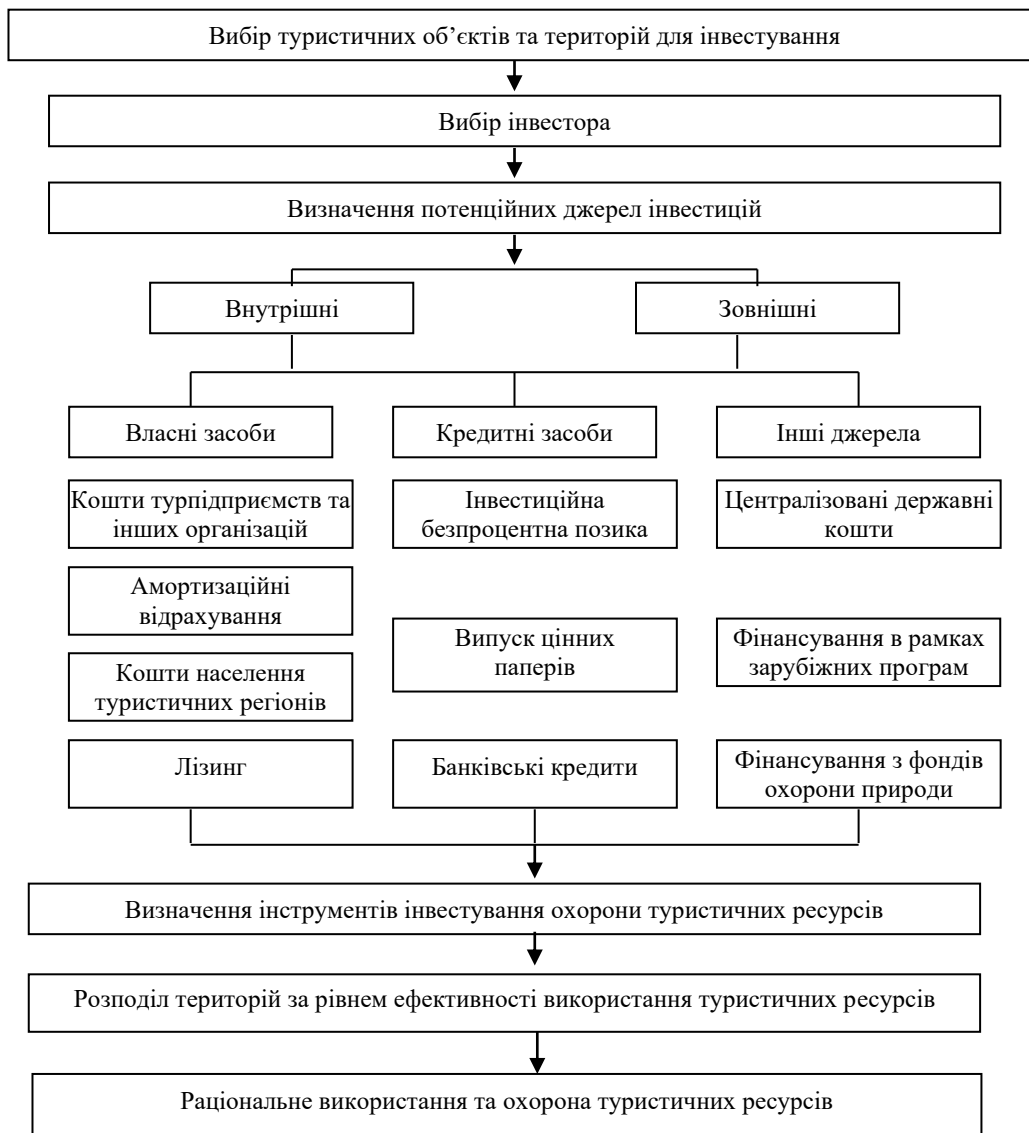 Вибір туристичних об’єктів та територій для інвестування
Вибір інвестора
Визначення потенційних джерел інвестицій
Внутрішні
Зовнішні
Власні засоби
Кредитні засоби
Інші джерела
Кошти турпідприємств та
інших організацій
Інвестиційна
безпроцентна позика
Централізовані державні
кошти
Амортизаційні
відрахування
Випуск цінних
паперів
Фінансування в рамках
зарубіжних програм
Кошти населення
туристичних регіонів
Лізинг
Банківські кредити
Фінансування з фондів
охорони природи
Визначення інструментів інвестування охорони туристичних ресурсів
Розподіл територій за рівнем ефективності використання туристичних ресурсів
Раціональне використання та охорона туристичних ресурсів